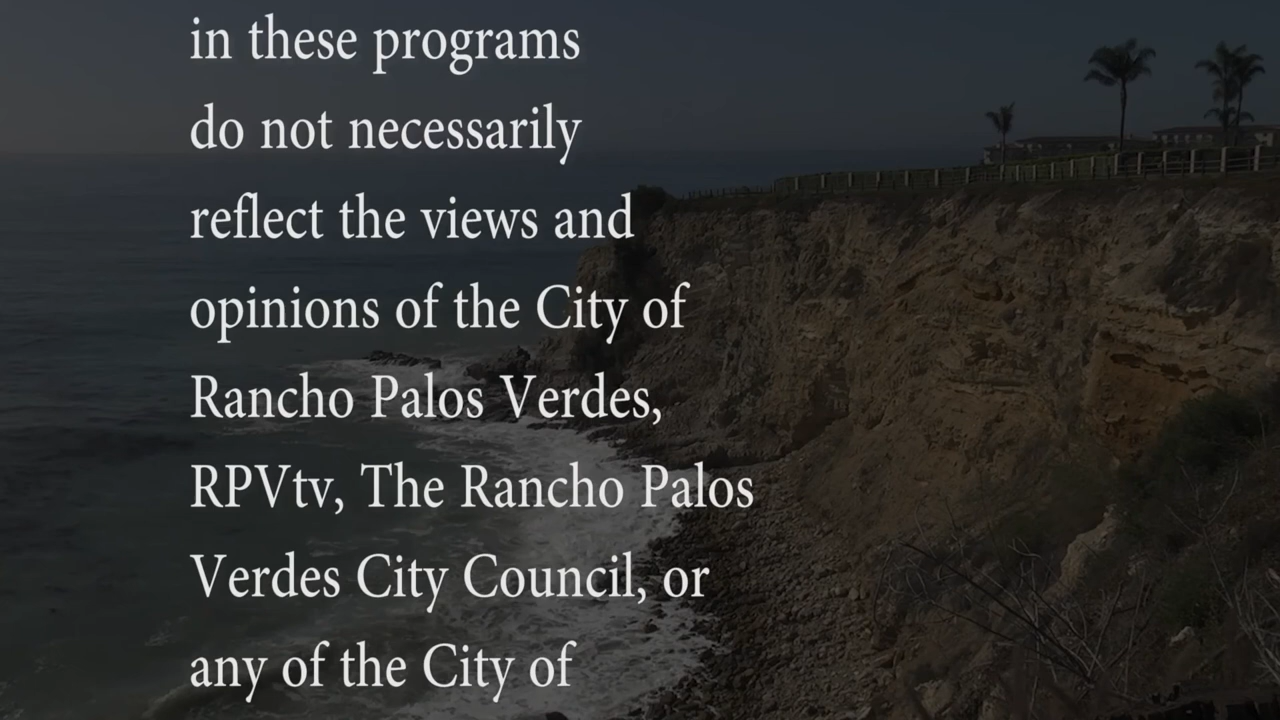 in these programs
do not necessarily
reflect the views and
opinions of the City of
Rancho Palos Verdes,
RPVtv, The Rancho Palos
Verdes City Council, or
any of the City of